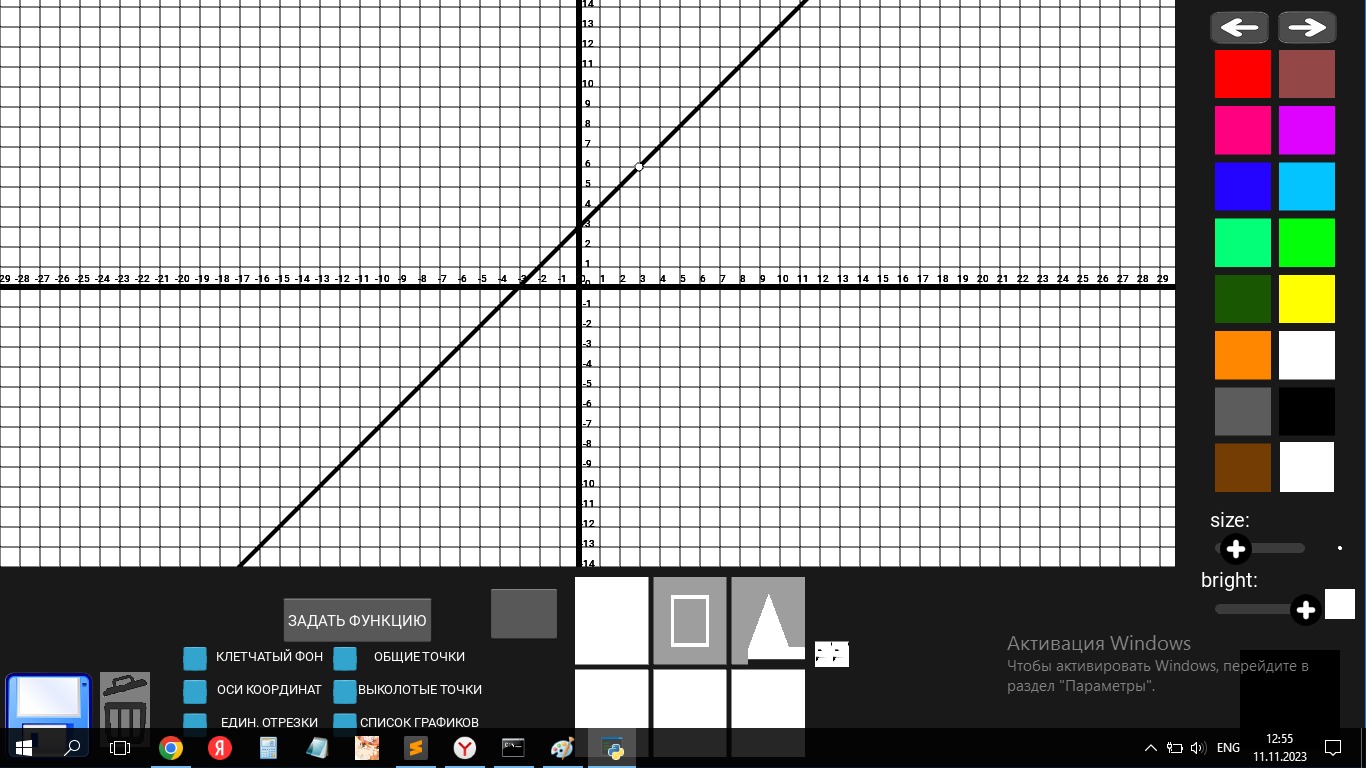 14
13
12
11
10
9
8
7
6
5
4
3
2
1
29 -28 -27 -26 -25 -24 -23 -22 -21 -20 -19 -18 -17 -16 -15 -14 -13 -12 -11 -10 -9 -8 -7 -6 -5 -4 -3 -2 -1 0 1 2 3 4 5 6 7 8 9 10 11 12 13 14 15 16 17 18 19 20 21 22 23 24 25 26 27 28 29
0
-1
-2
-3
-4
-5
-6
-7
-8
-9
-10
-11
-12
-13
14
size:
bright:
ЗАДАТЬ ФУНКЦИЮ
КЛЕТЧАТЫЙ ФОН ОБЩИЕ ТОЧКИ
ОСИ КООРДИНАТ ВЫКОЛОТЫЕ ТОЧКИ
ЕДИН. ОТРЕЗКИ СПИСОК ГРАФИКОВ
Активация Windows
Чтобы активировать Windows, перейдите в
раздел "Параметры".
ENG
12:55
11.11.2023